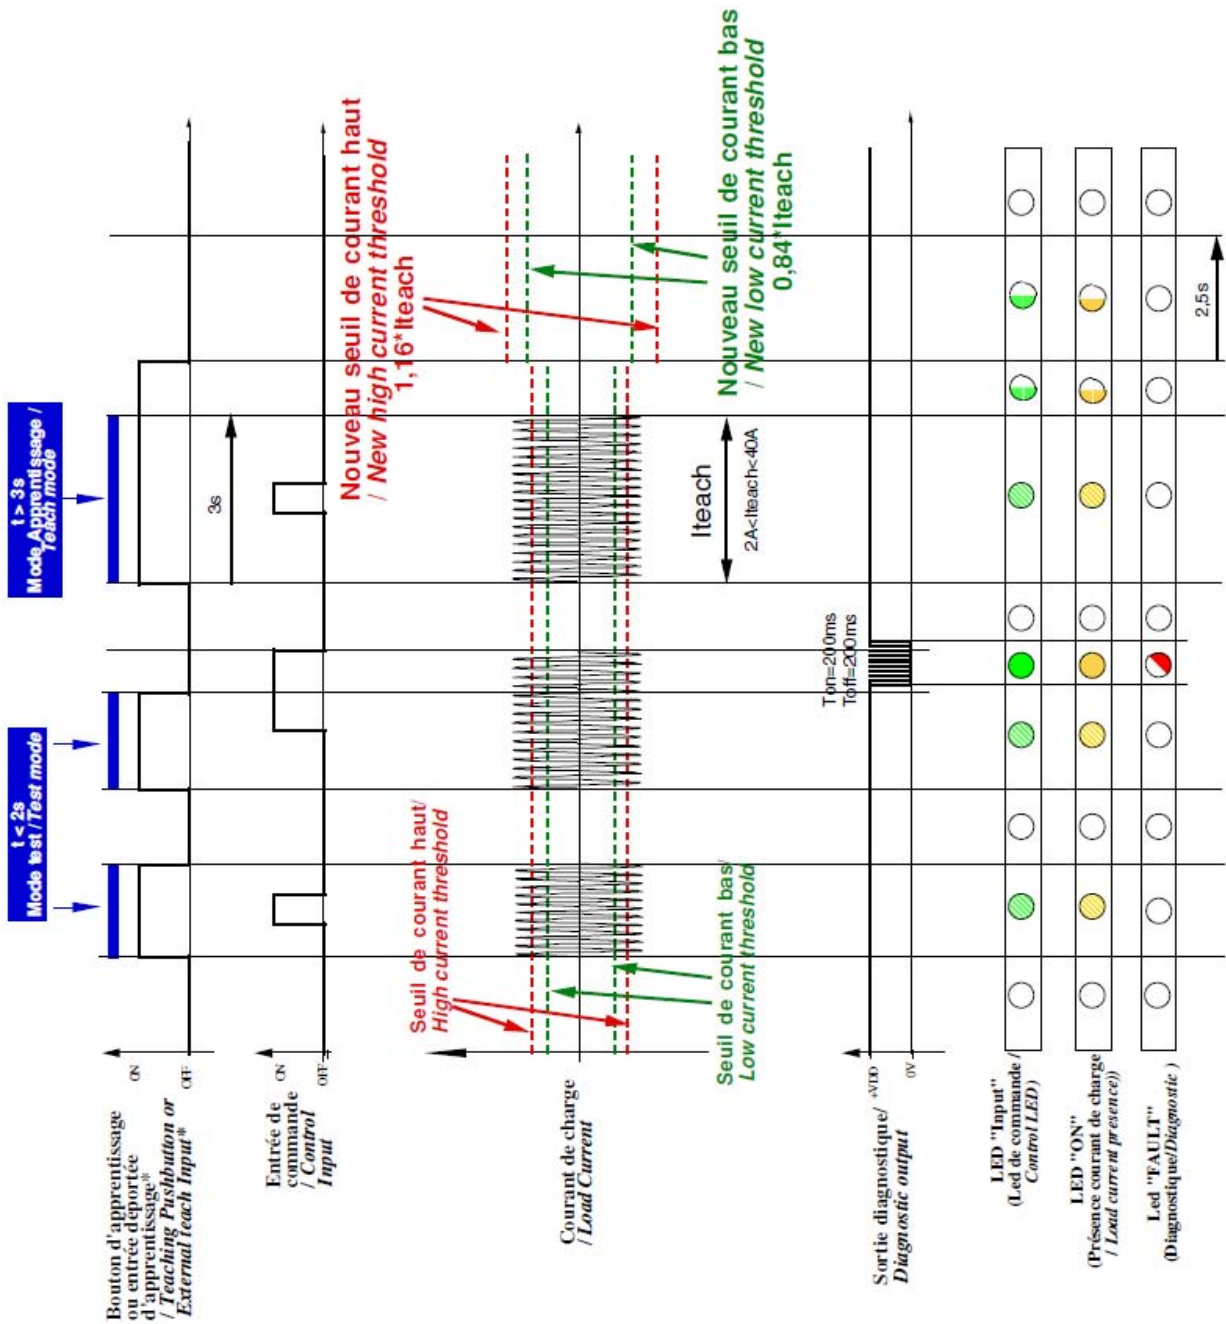 t < 2s
Mode test / Test mode
t > 3s
Mode Apprentissage /
Teach mode
Bouton d'apprentissage
ou entrée déportée
d'apprentissage*
/ Teaching Pushbutton or
External teach Input*
ON
OFF
3s
Entrée de
commande
/ Control
Input
ON
OFF
Nouveau seuil de courant haut
/ New high current threshold
1,16*Iteach
Seuil de courant haut/
High current threshold
Courant de charge
/ Load Current
Seuil de courant bas/
Low current threshold
Iteach
2A<Iteach<40A
Nouveau seuil de courant bas
/ New low current threshold
0,84*Iteach
Sortie diagnostique/
Diagnostic output
+VDD
0V
Ton=200ms
Toff=200ms
LED "Input"
(Led de commande /
Control LED)
LED "ON"
(Présence courant de charge
/ Load current presence))
Led "FAULT"
(Diagnostique/Diagnostic )
2,5s